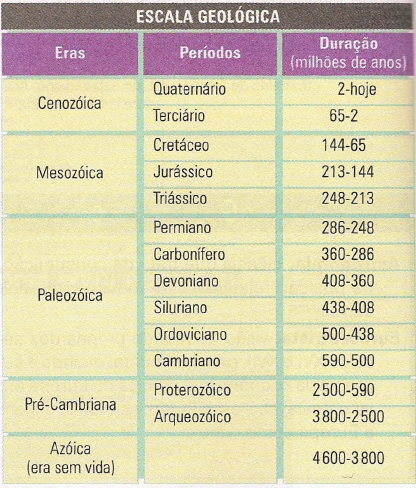 ESCALA GEOLÓGICA
Eras Períodos Duração
(milhões de anos)
Cenozóica
Quaternário 2-hoje
Terciário 65-2
Mesozóica
Cretáceo 144-65
Jurássico 213-144
Triássico 248-213
Paleozóica
Permiano 286-248
Carbonífero 360-286
Devoniano 408-360
Siluriano 438-408
Ordoviciano 500-438
Cambriano 590-500
Pré-Cambriana
Proterozóico 2500-590
Arqueozóico 3800-2500
Azóica
(era sem vida)
4600-3800